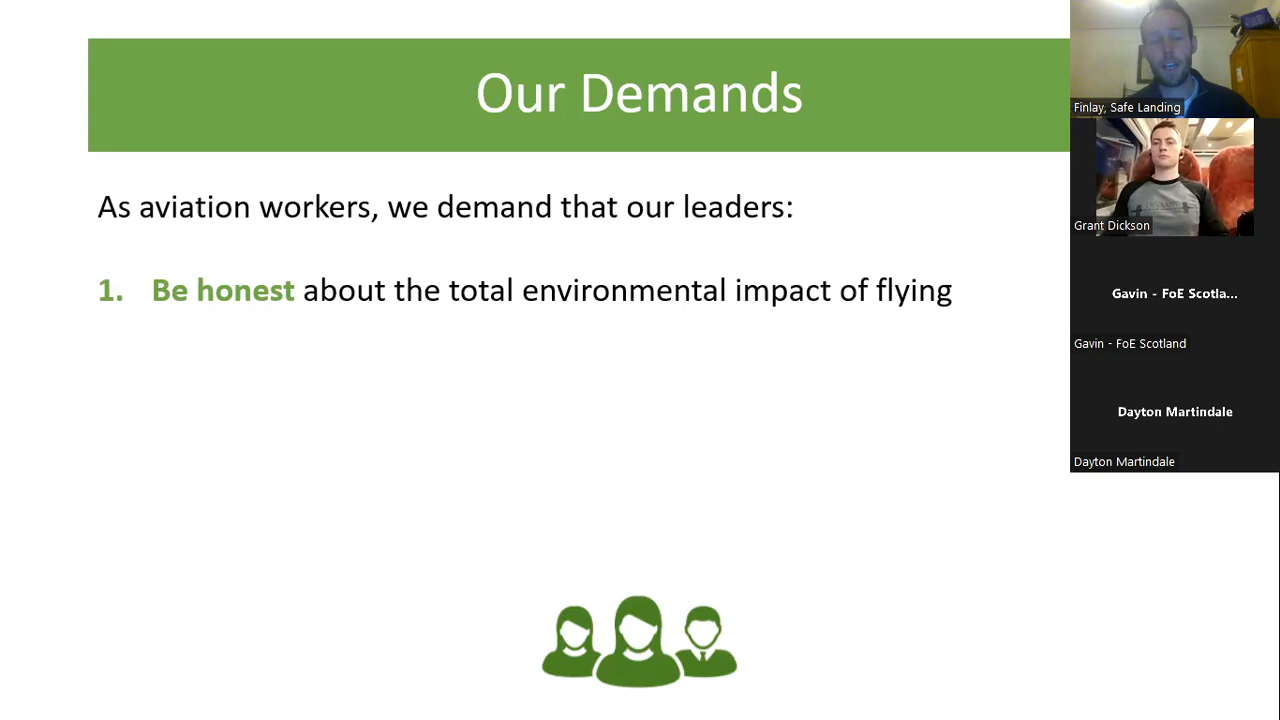 Our Demands
As aviation workers, we demand that our leaders:
1. Be honest about the total environmental impact of flying
Finlay, Safe Landing
Grant Dickson
Gavin - FoE Scotla...
Gavin - FoE Scotland
Dayton Martindale
Dayton Martindale